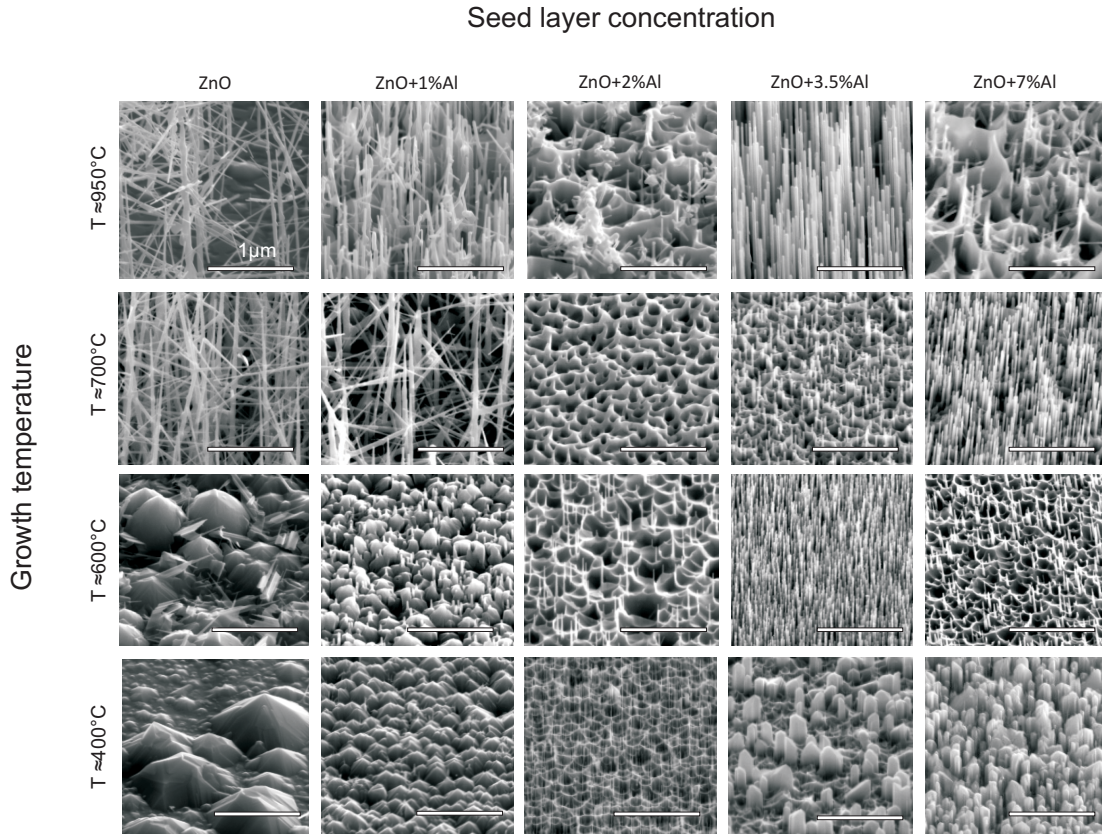 Seed layer concentration
ZnO
ZnO+1%Al
ZnO+2%Al
ZnO+3.5%Al
ZnO+7%Al
Growth temperature
T ≈950°C
1µm
T ≈700°C
T ≈600°C
T ≈400°C